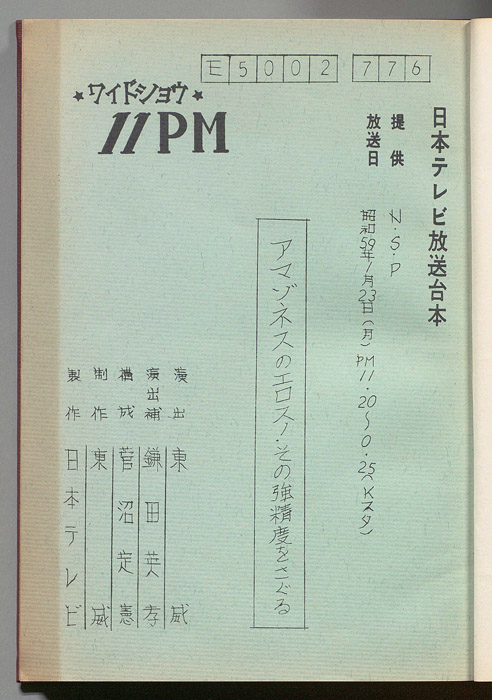 E5002 776
★ワイドショウ★
11PM
日本テレビ放送台本
提供 N・S・P
放送日 昭和59年1月23日(月)PM11.20〜0.25(Kスタ)
アマゾネスのエロス!・その強精度をさぐる
演出 東 威
演出補 鎌田英孝
構成 菅沼定憲
制作 東 威
製作 日本テレビ